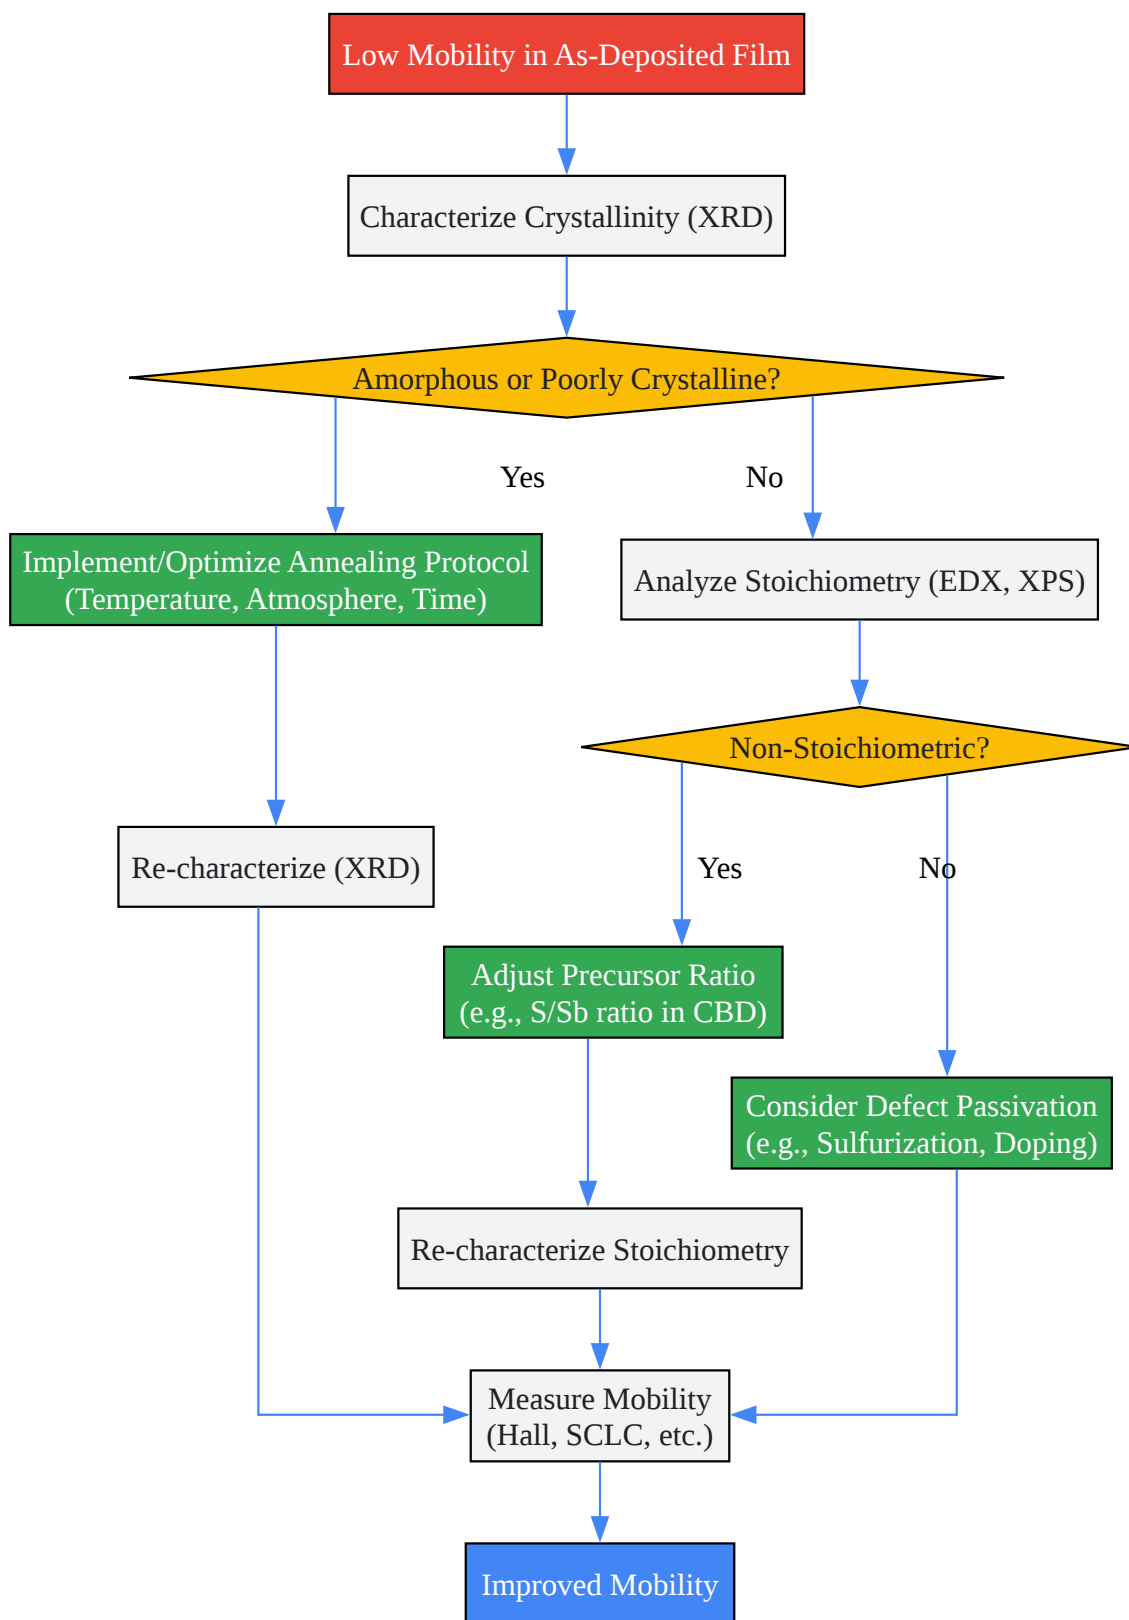 Low Mobility in As-Deposited Film
Characterize Crystallinity (XRD)
Amorphous or Poorly Crystalline?
Yes
No
Implement/Optimize Annealing Protocol
(Temperature, Atmosphere, Time)
Analyze Stoichiometry (EDX, XPS)
Non-Stoichiometric?
Re-characterize (XRD)
Yes
No
Adjust Precursor Ratio
(e.g., S/Sb ratio in CBD)
Consider Defect Passivation
(e.g., Sulfurization, Doping)
Re-characterize Stoichiometry
Measure Mobility
(Hall, SCLC, etc.)
Improved Mobility